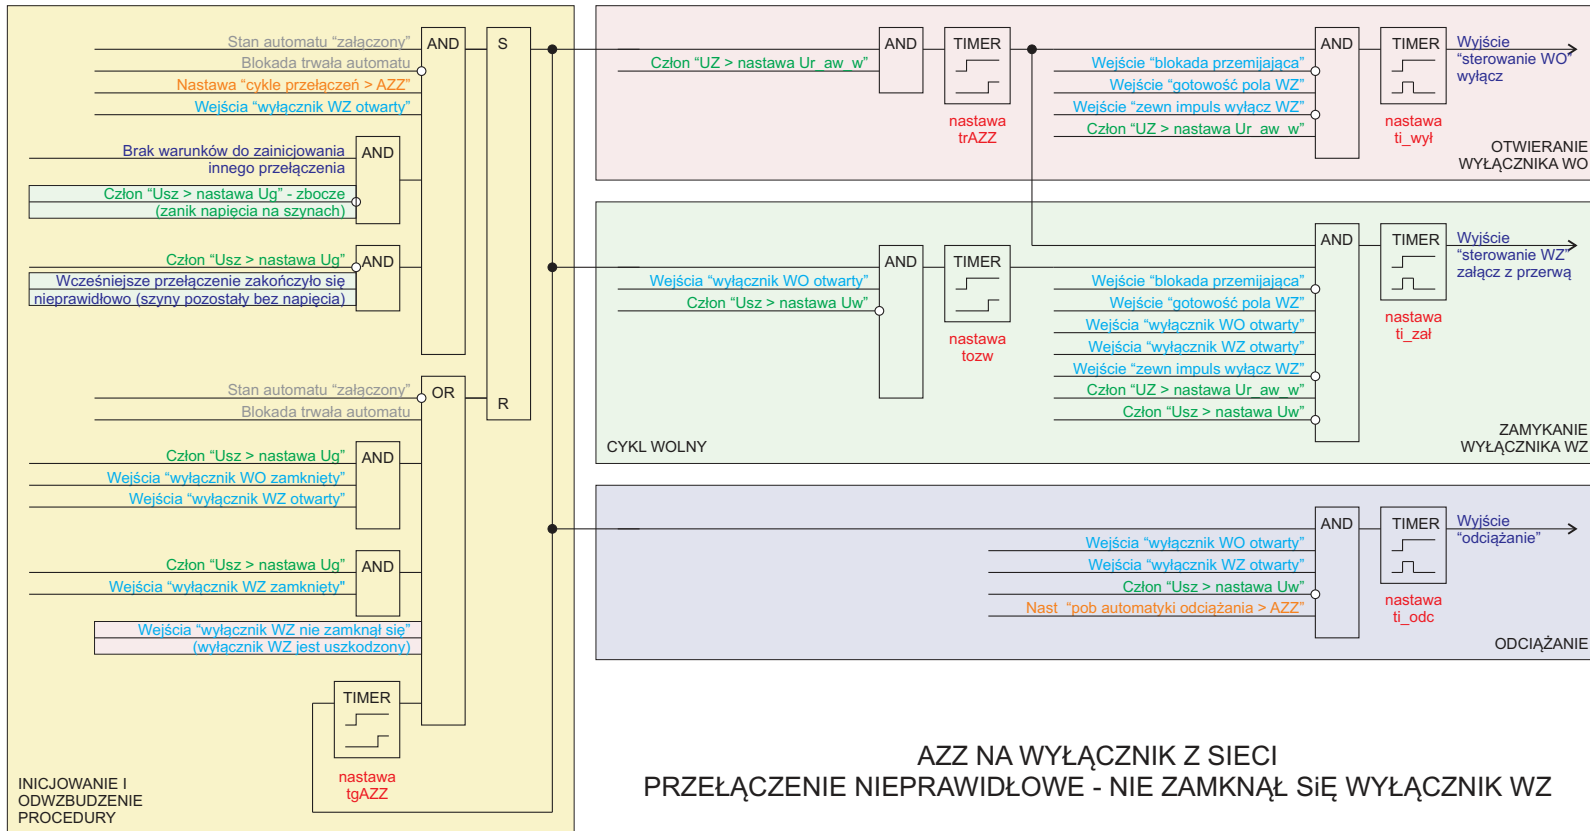 Stan automatu “załączony”
Blokada trwała automatu
Nastawa “cykle przełączeń > AZZ”
Wejścia “wyłącznik WZ otwarty”
AND
S
Brak warunków do zainicjowania
innego przełączenia
AND
Człon “Usz > nastawa Ug” - zbocze
(zanik napięcia na szynach)
Człon “Usz > nastawa Ug”
AND
Wcześniejsze przełączenie zakończyło się
nieprawidłowo (szyny pozostały bez napięcia)
Stan automatu “załączony”
Blokada trwała automatu
OR
R
Człon “Usz > nastawa Ug”
AND
Wejścia “wyłącznik WO zamknięty”
Wejścia “wyłącznik WZ otwarty”
Człon “Usz > nastawa Ug”
AND
Wejścia “wyłącznik WZ zamknięty”
Wejścia “wyłącznik WZ nie zamknął się”
(wyłącznik WZ jest uszkodzony)
TIMER
nastawa
tgAZZ
INICJOWANIE I
ODWZBUDZENIE
PROCEDURY
Człon “UZ > nastawa Ur_aw_w”
AND
TIMER
nastawa
trAZZ
Wejście “blokada przemijająca”
Wejście “gotowość pola WZ”
Wejście “zewn impuls wyłącz WZ”
Człon “UZ > nastawa Ur_aw_w”
AND
TIMER
nastawa
ti_wył
Wyjście
“sterowanie WO”
wyłącz
OTWIERANIE
WYŁĄCZNIKA WO
Wejścia “wyłącznik WO otwarty”
Człon “Usz > nastawa Uw”
AND
TIMER
nastawa
tozw
Wejście “blokada przemijająca”
Wejście “gotowość pola WZ”
Wejścia “wyłącznik WO otwarty”
Wejścia “wyłącznik WZ otwarty”
Wejście “zewn impuls wyłącz WZ”
Człon “UZ > nastawa Ur_aw_w”
Człon “Usz > nastawa Uw”
AND
TIMER
nastawa
ti_zał
Wyjście
“sterowanie WZ”
załącz z przerwą
CYKL WOLNY
ZAMYKANIE
WYŁĄCZNIKA WZ
Wejścia “wyłącznik WO otwarty”
Wejścia “wyłącznik WZ otwarty”
Człon “Usz > nastawa Uw”
Nast “pob automatyki odciążania > AZZ”
AND
TIMER
nastawa
ti_odc
Wyjście
“odciążanie”
ODCIĄŻANIE
AZZ NA WYŁĄCZNIK Z SIECI
PRZEŁĄCZENIE NIEPRAWIDŁOWE - NIE ZAMKNĄŁ SiĘ WYŁĄCZNIK WZ